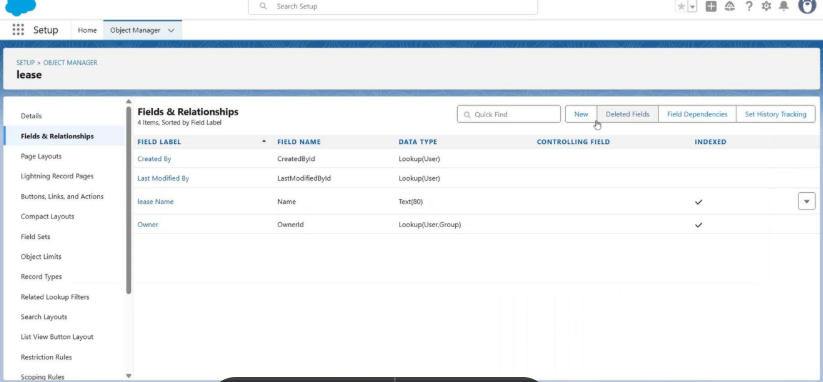 Search Setup
Setup Home Object Manager
SETUP > OBJECT MANAGER
lease
Details
Fields & Relationships
Page Layouts
Lightning Record Pages
Buttons, Links, and Actions
Compact Layouts
Field Sets
Object Limits
Record Types
Related Lookup Filters
Search Layouts
List View Button Layout
Restriction Rules
Scoping Rules
Fields & Relationships
4 Items, Sorted by Field Label
Quick Find New Deleted Fields Field Dependencies Set History Tracking
FIELD LABEL FIELD NAME DATA TYPE CONTROLLING FIELD INDEXED
Created By CreatedById Lookup(User)
Last Modified By LastModifiedById Lookup(User)
lease Name Name Text(80)
Owner OwnerId Lookup(User,Group)